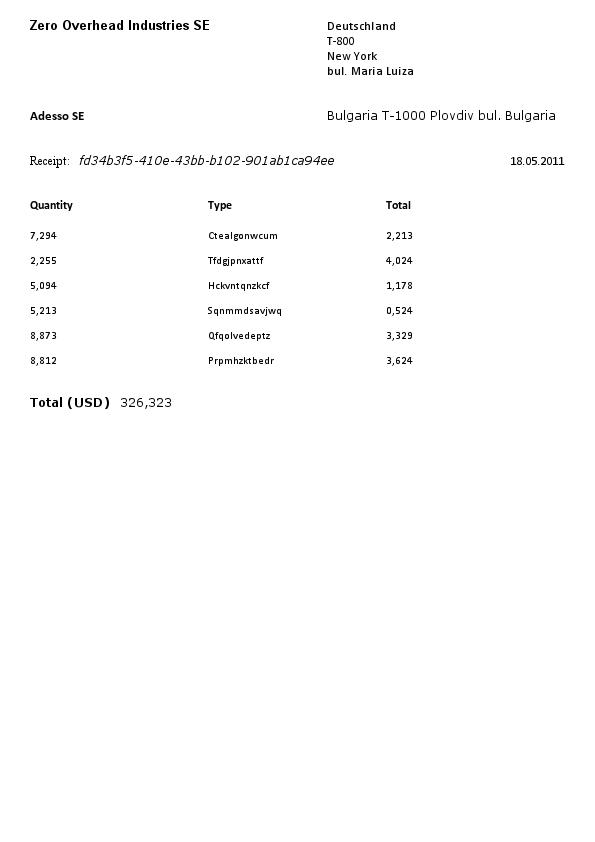 Zero Overhead Industries SE
Deutschland
T-800
New York
bul. Maria Luiza
Adesso SE Bulgaria T-1000 Plovdiv bul. Bulgaria
Receipt: fd34b3f5-410e-43bb-b102-901ab1ca94ee 18.05.2011
Quantity Type Total
7,294 Ctealgonwcum 2,213
2,255 Tfdgjpnxattf 4,024
5,094 Hckvntqnzkcf 1,178
5,213 Sqnmmdsavjwq 0,524
8,873 Qfqolvedeptz 3,329
8,812 Prpmhzktbedr 3,624
Total (USD) 326,323